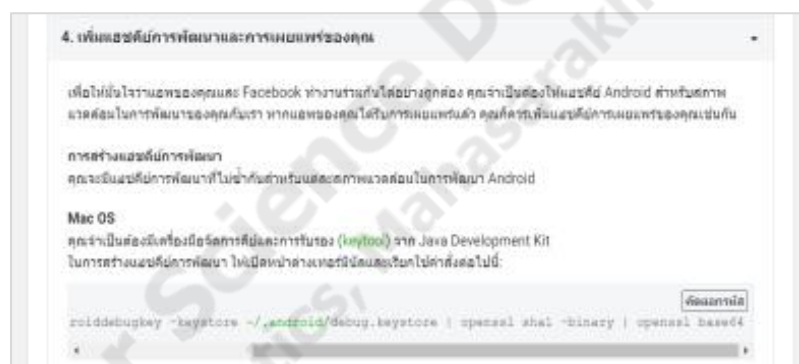 4. เพิ่มแฮชคีย์การพัฒนาและการเผยแพร่ของคุณ
เพื่อให้มั่นใจว่าแอพของคุณและ Facebook ทำงานร่วมกันได้อย่างถูกต้อง คุณจำเป็นต้องให้แฮชคีย์ Android สำหรับสภาพ
แวดล้อมในการพัฒนาของคุณกับเรา หากแอพของคุณได้รับการเผยแพร่แล้ว คุณก็ควรเพิ่มแฮชคีย์การเผยแพร่ของคุณเช่นกัน
การสร้างแฮชคีย์การพัฒนา
คุณจะมีแฮชคีย์การพัฒนาที่ไม่ซ้ำกันสำหรับแต่ละสภาพแวดล้อมในการพัฒนา Android
Mac OS
คุณจำเป็นต้องมีเครื่องมือจัดการคีย์และการรับรอง (keytool) จาก Java Development Kit
ในการสร้างแฮชคีย์การพัฒนา ให้เปิดหน้าต่างเทอร์มินัลและเรียกใช้คำสั่งต่อไปนี้:
คัดลอกรหัส
roiddebugkey -keystore ~/.android/debug.keystore | openssl sha1 -binary | openssl base64
r Science De
tics, Mahasarakh